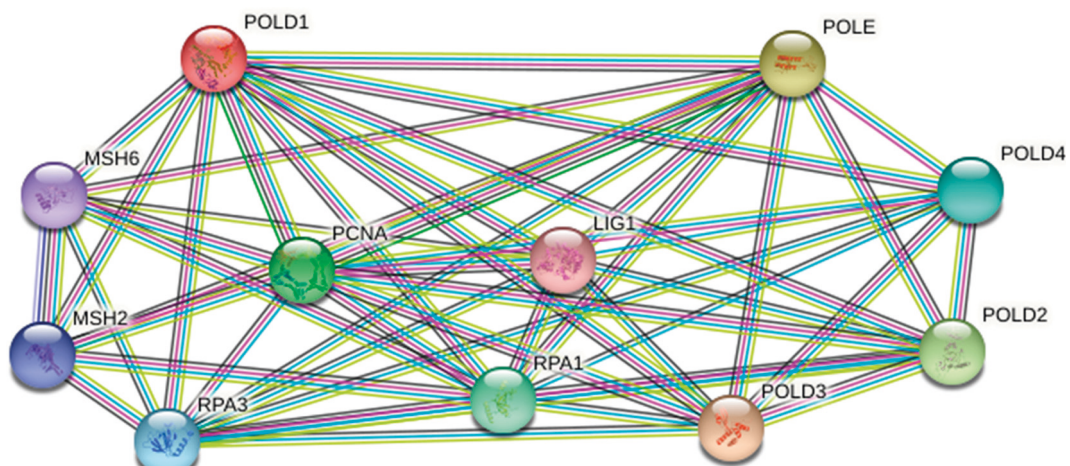 POLD1
POLE
MSH6
POLD4
PCNA
LIG1
MSH2
POLD2
RPA1
POLD3
RPA3